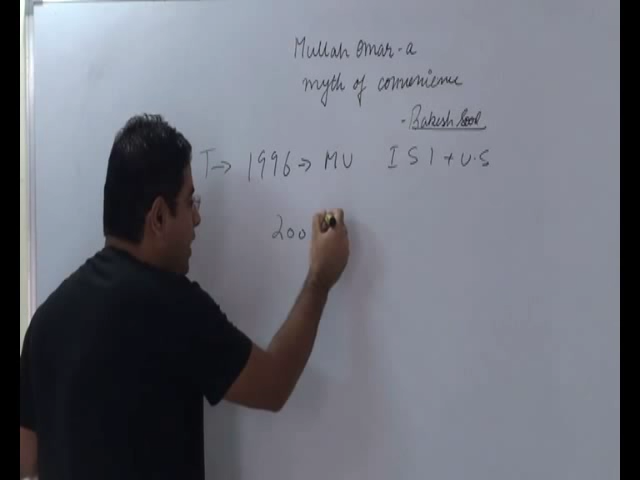 Mullah Omar - a
myth of convenience
- Rakesh Sood
T → 1996 → MU ISI + U.S
200